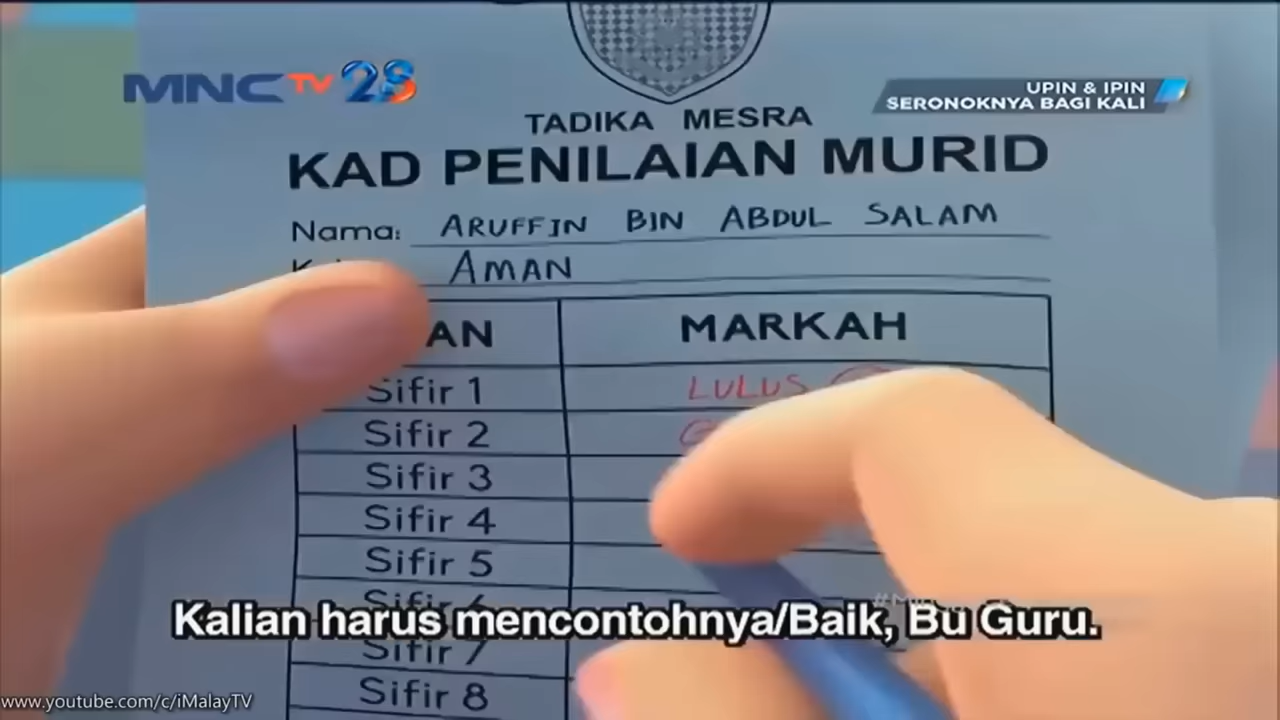 MNCTV 28
UPIN & IPIN
SERONOKNYA BAGI KALI
TADIKA MESRA
KAD PENILAIAN MURID
Nama: ARUFFIN BIN ABDUL SALAM
AMAN
MARKAH
Sifir 1 LULUS
Sifir 2
Sifir 3
Sifir 4
Sifir 5
Sifir 6
Kalian harus mencontohnya/Baik, Bu Guru.
Sifir 7
Sifir 8
www.youtube.com/c/iMalayTV